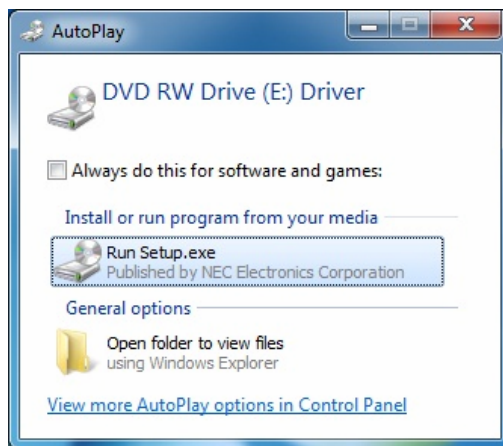 AutoPlay
DVD RW Drive (E:) Driver
Always do this for software and games:
Install or run program from your media
Run Setup.exe
Published by NEC Electronics Corporation
General options
Open folder to view files
using Windows Explorer
View more AutoPlay options in Control Panel